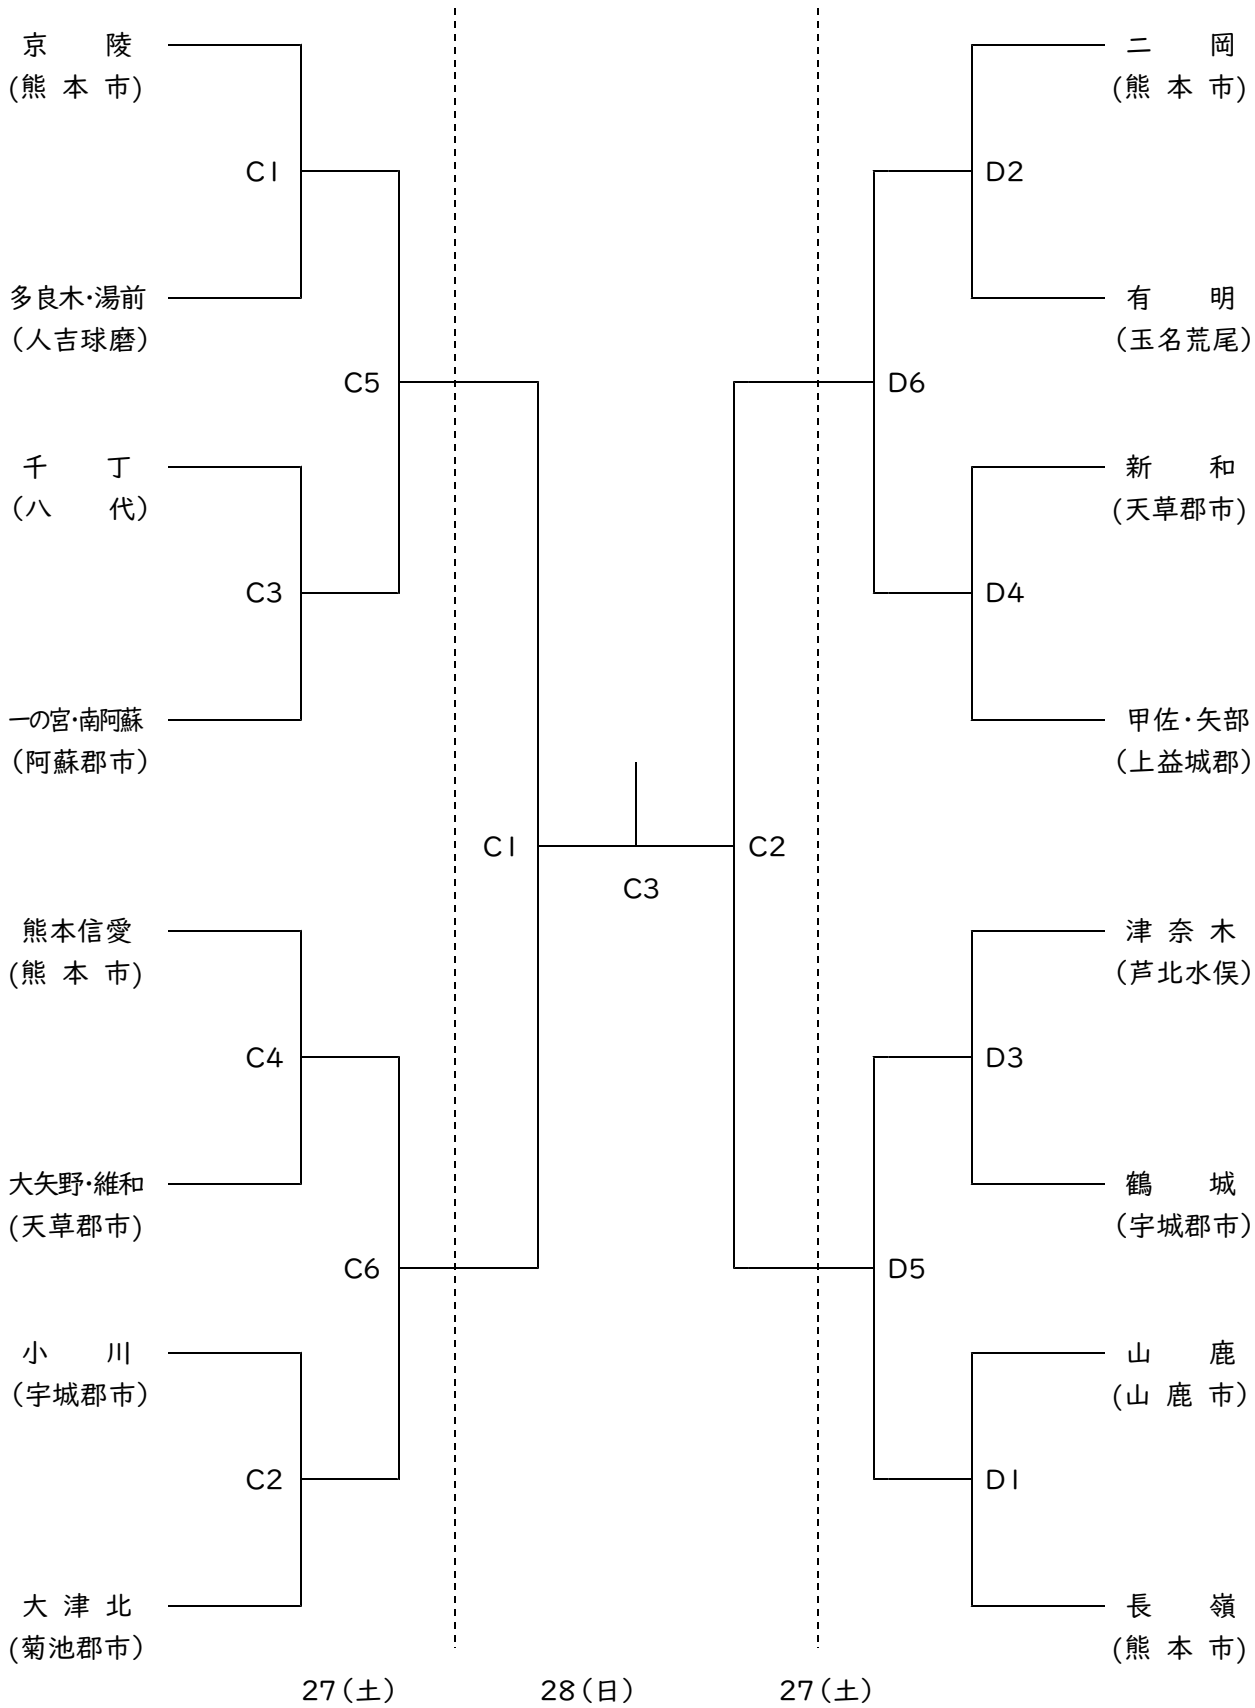 京　陵
(熊 本 市)
C1
多良木・湯前
(人吉球磨)
C5
千　丁
(八　代)
C3
一の宮・南阿蘇
(阿蘇郡市)
C1
熊本信愛
(熊 本 市)
C4
大矢野・維和
(天草郡市)
C6
小　川
(宇城郡市)
C2
大 津 北
(菊池郡市)
C3
二　岡
(熊 本 市)
D2
有　明
(玉名荒尾)
D6
新　和
(天草郡市)
D4
甲佐・矢部
(上益城郡)
C2
津 奈 木
(芦北水俣)
D3
鶴　城
(宇城郡市)
D5
山　鹿
(山 鹿 市)
D1
長　嶺
(熊 本 市)
27(土)
28(日)
27(土)